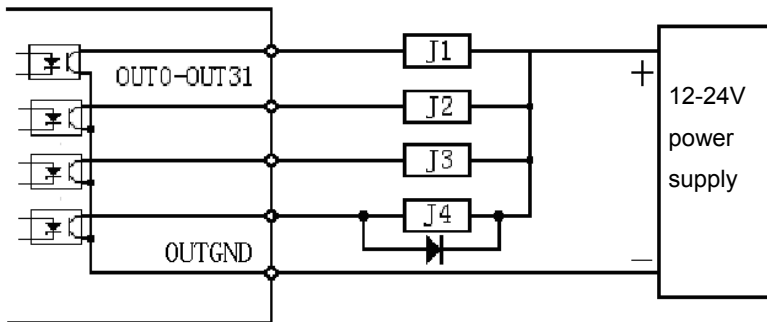 J1
OUT0-OUT31
+
J2
12-24V
power
supply
J3
J4
OUTGND
—